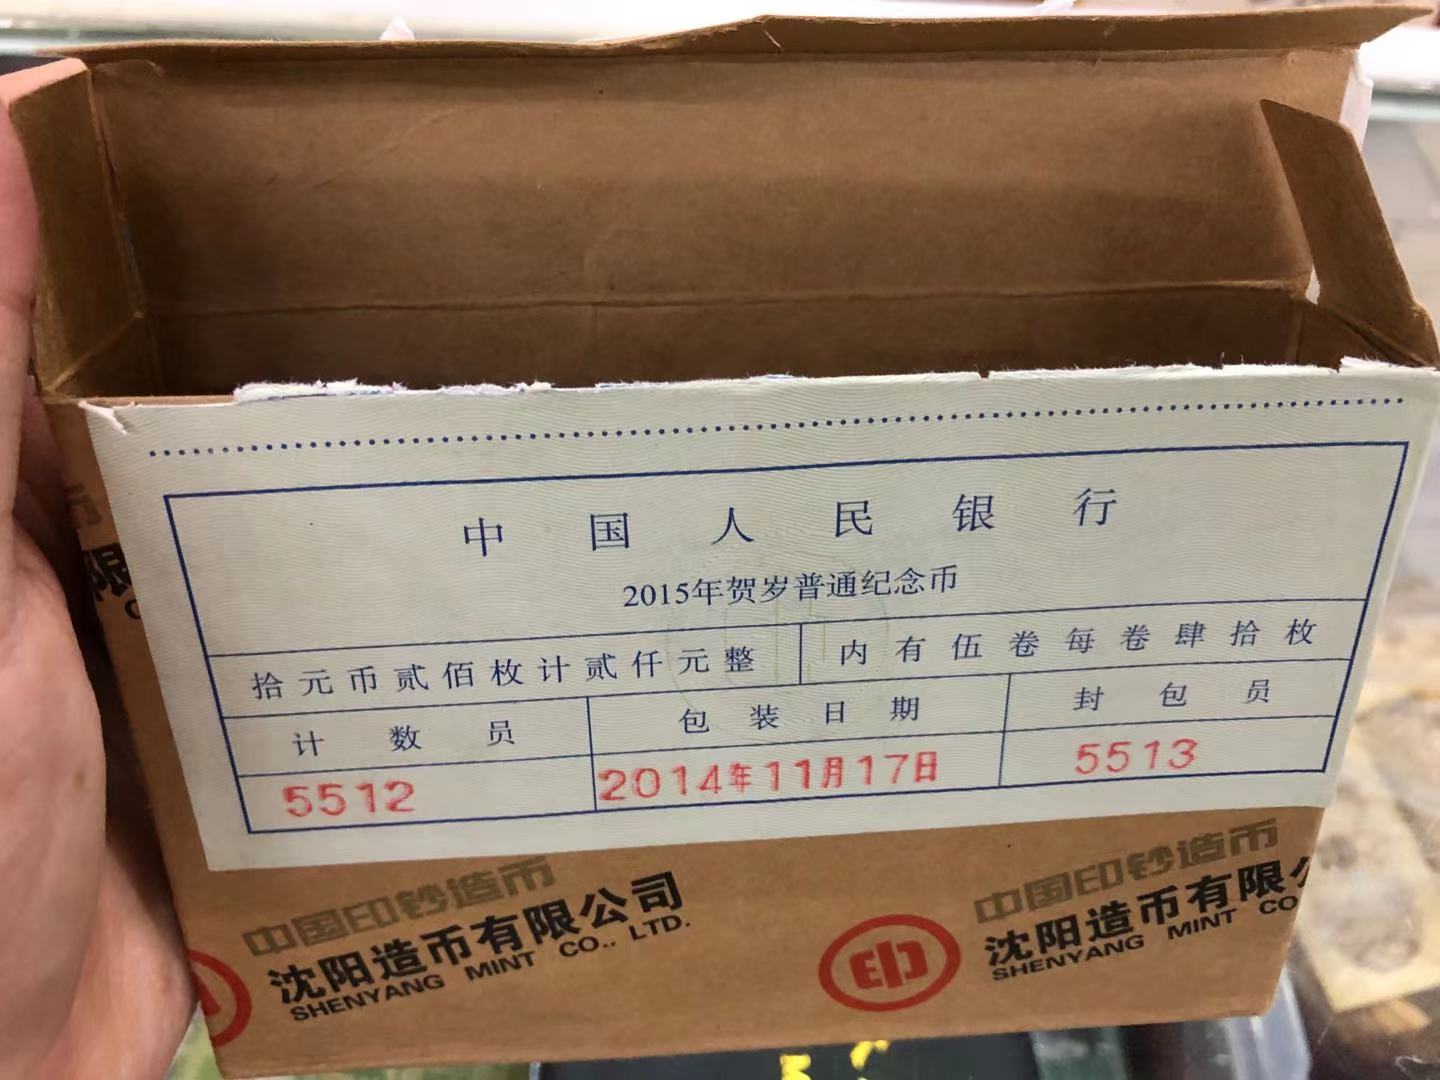 中国人民银行
2015年贺岁普通纪念币
拾元币贰佰枚计贰仟元整 内有伍卷每卷肆拾枚
计数员 包装日期 封包员
5512 2014年11月17日 5513
中国印钞造币
沈阳造币有限公司
SHENYANG MINT CO., LTD.
中国印钞造币
沈阳造币有限公
SHENYANG MINT CO
限